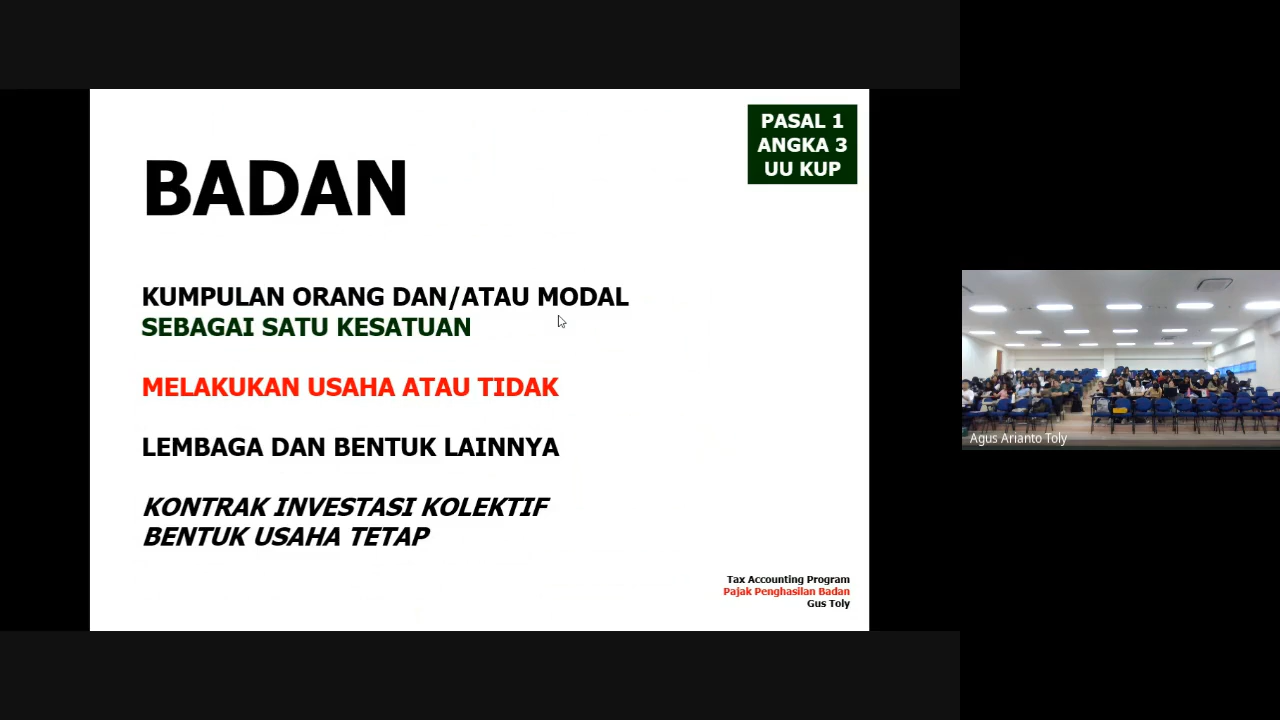 PASAL 1
ANGKA 3
UU KUP
BADAN
KUMPULAN ORANG DAN/ATAU MODAL
SEBAGAI SATU KESATUAN
MELAKUKAN USAHA ATAU TIDAK
LEMBAGA DAN BENTUK LAINNYA
KONTRAK INVESTASI KOLEKTIF
BENTUK USAHA TETAP
Tax Accounting Program
Pajak Penghasilan Badan
Gus Toly
Agus Arianto Toly